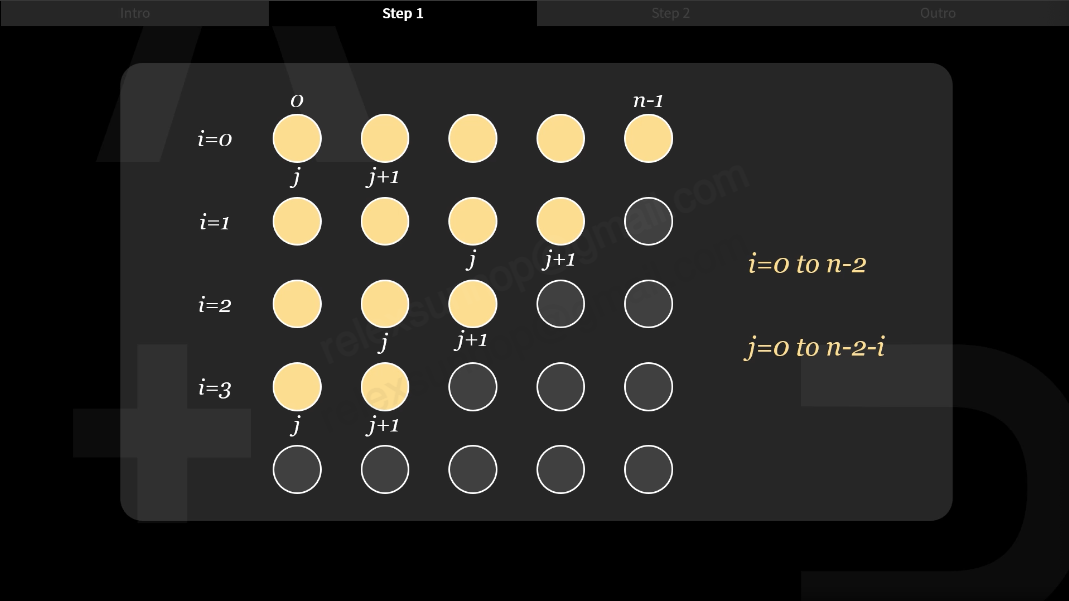 Intro
Step 1
Step 2
Outro
0 n-1
i=0
j j+1
i=1
j j+1
i=0 to n-2
i=2
j j+1
j=0 to n-2-i
i=3
j j+1